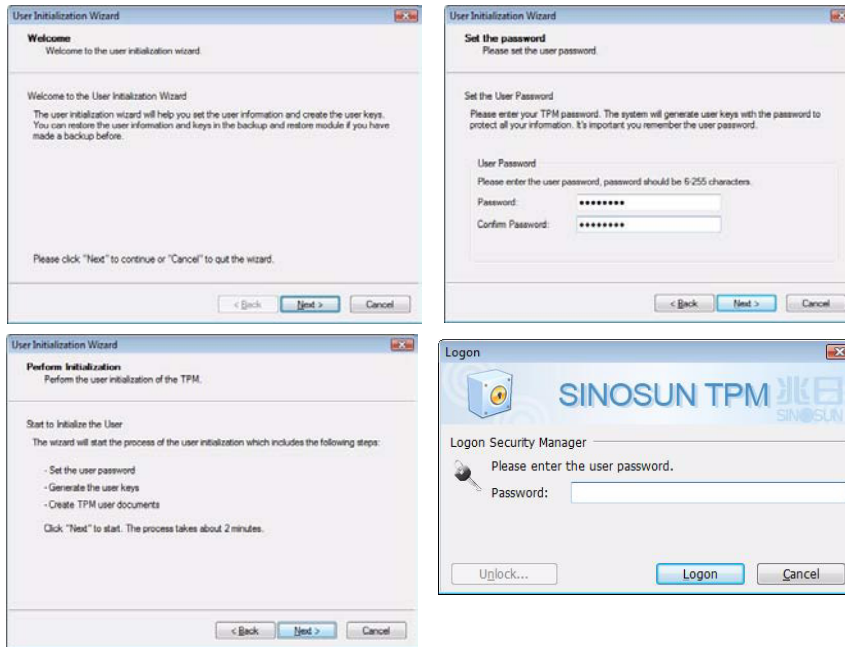 User Initialization Wizard
Welcome
Welcome to the user initialization wizard.
Welcome to the User Initialization Wizard
The user initialization wizard will help you set the user information and create the user keys.
You can restore the user information and keys in the backup and restore module if you have
made a backup before.
Please click "Next" to continue or "Cancel" to quit the wizard.
< Back
Next >
Cancel
User Initialization Wizard
Set the password
Please set the user password.
Set the User Password
Please enter your TPM password. The system will generate user keys with the password to
protect all your information. It's important you remember the user password.
User Password
Please enter the user password, password should be 6-255 characters.
Password: ••••••••
Confirm Password: ••••••••
< Back
Next >
Cancel
User Initialization Wizard
Perform Initialization
Perform the user initialization of the TPM.
Start to Initialize the User
The wizard will start the process of the user initialization which includes the following steps:
- Set the user password
- Generate the user keys
- Create TPM user documents
Click "Next" to start. The process takes about 2 minutes.
< Back
Next >
Cancel
Logon
SINOSUN TPM
兆日
SINOSUN
Logon Security Manager
Please enter the user password.
Password:
Unlock...
Logon
Cancel